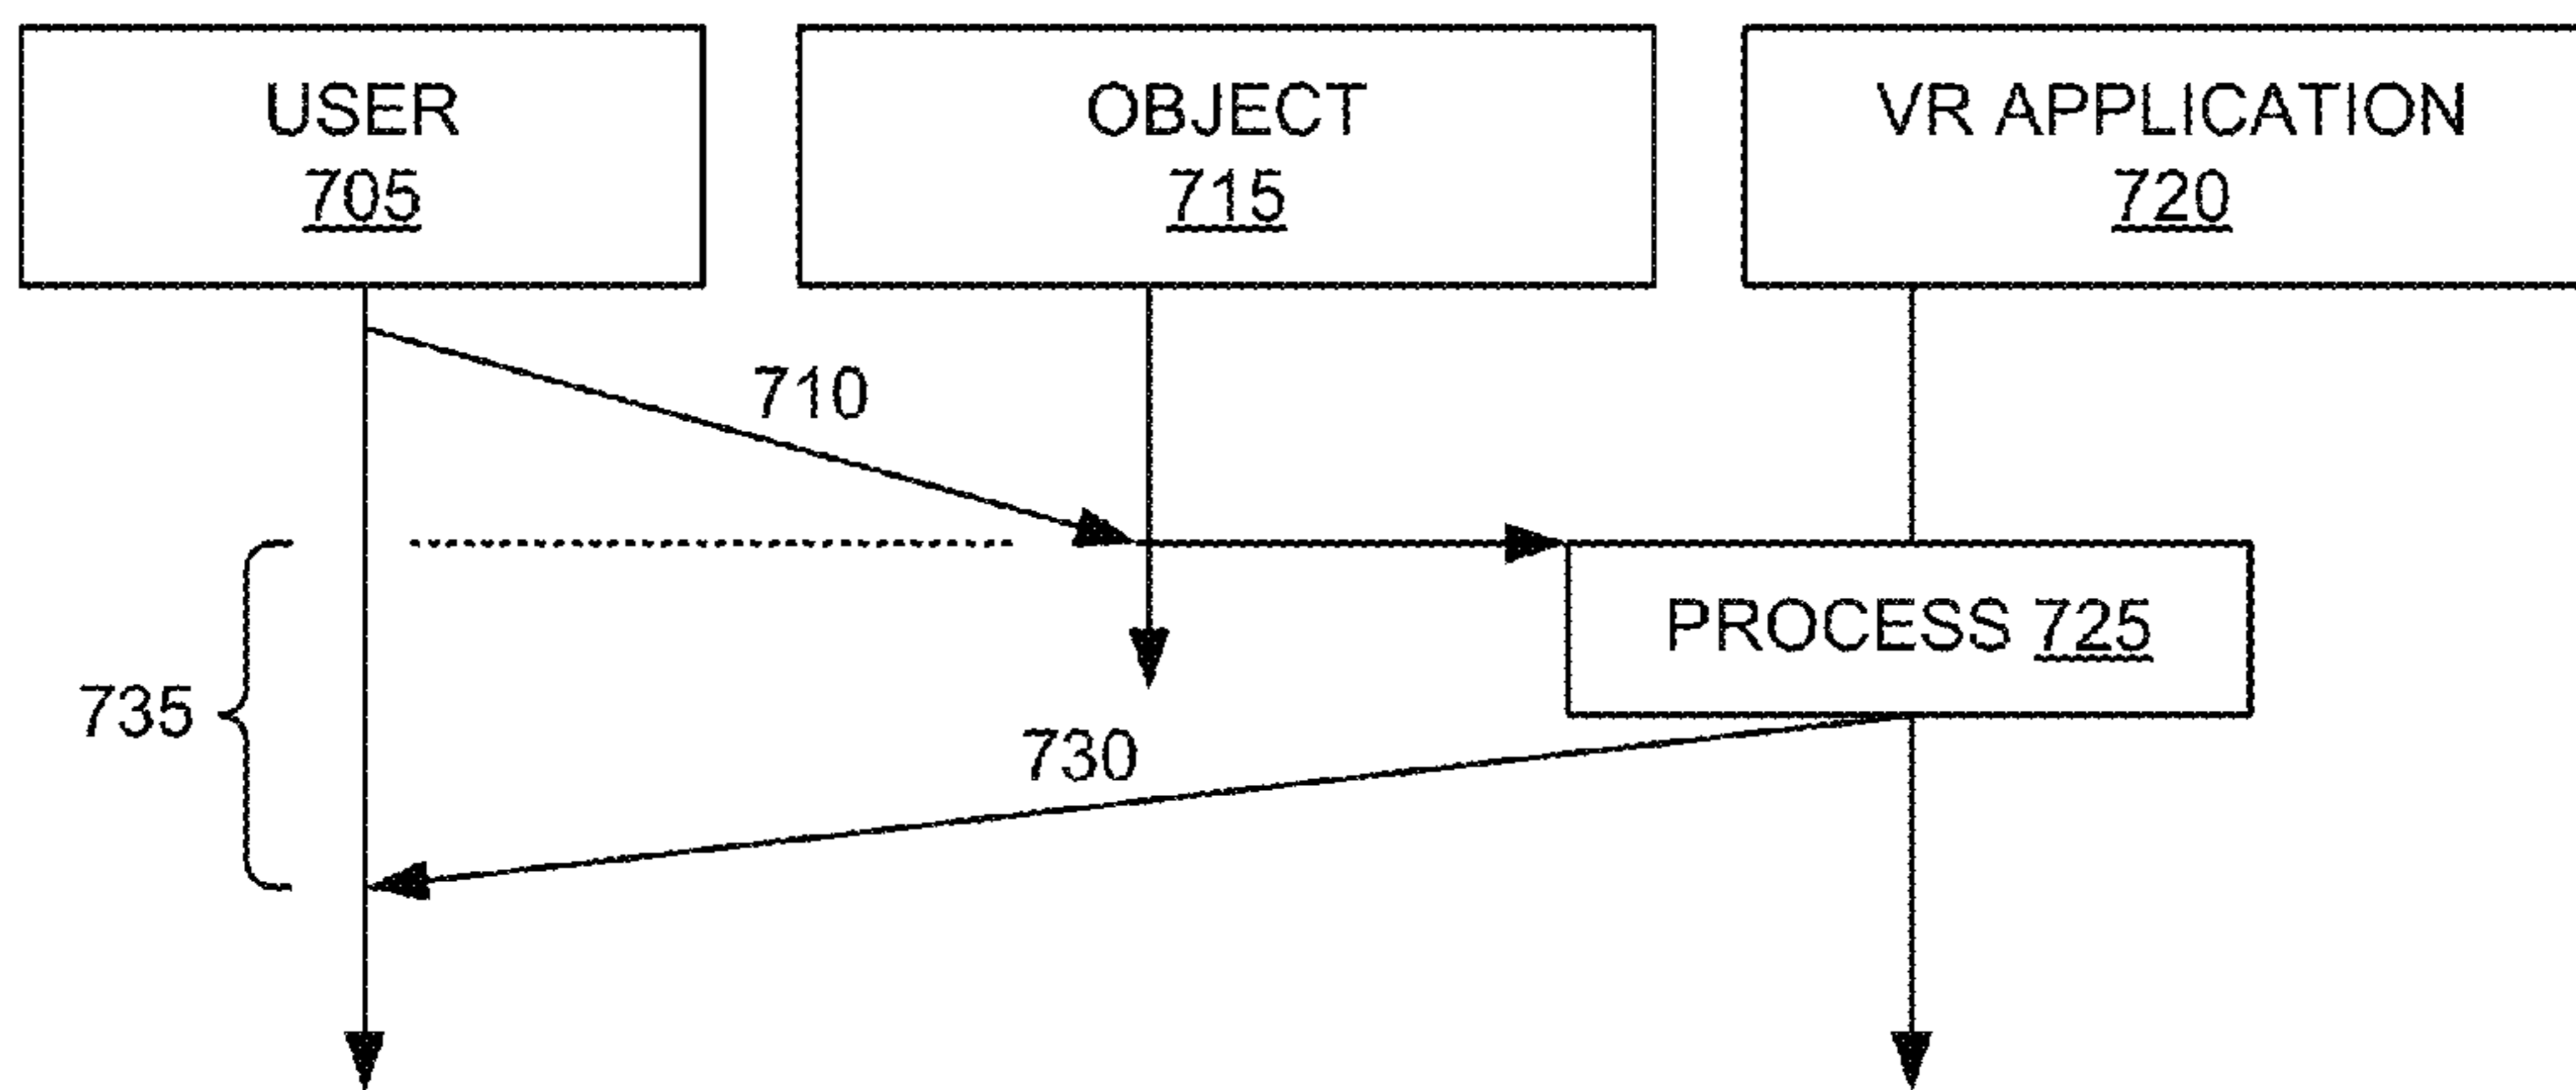 USER
705
OBJECT
715
VR APPLICATION
720
710
PROCESS 725
735
730